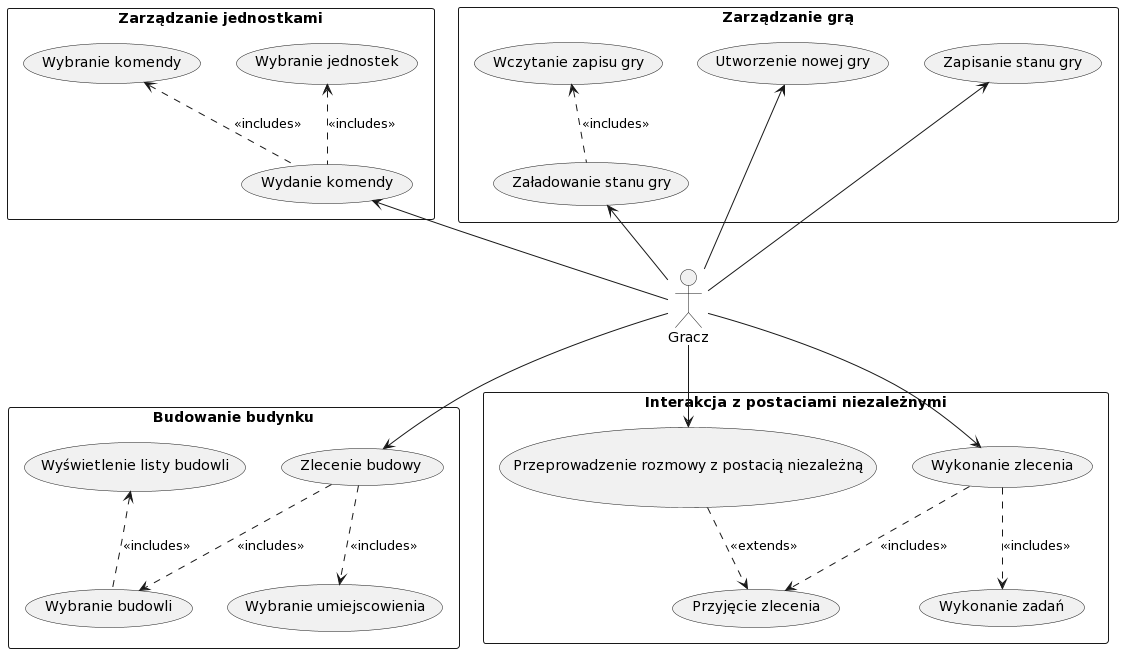 Zarządzanie jednostkami
Wybranie komendy
Wybranie jednostek
«includes»
«includes»
Wydanie komendy
Zarządzanie grą
Wczytanie zapisu gry
Utworzenie nowej gry
Zapisanie stanu gry
«includes»
Załadowanie stanu gry
Gracz
Budowanie budynku
Wyświetlenie listy budowli
Zlecenie budowy
«includes»
«includes»
«includes»
Wybranie budowli
Wybranie umiejscowienia
Interakcja z postaciami niezależnymi
Przeprowadzenie rozmowy z postacią niezależną
Wykonanie zlecenia
«extends»
«includes»
«includes»
Przyjęcie zlecenia
Wykonanie zadań